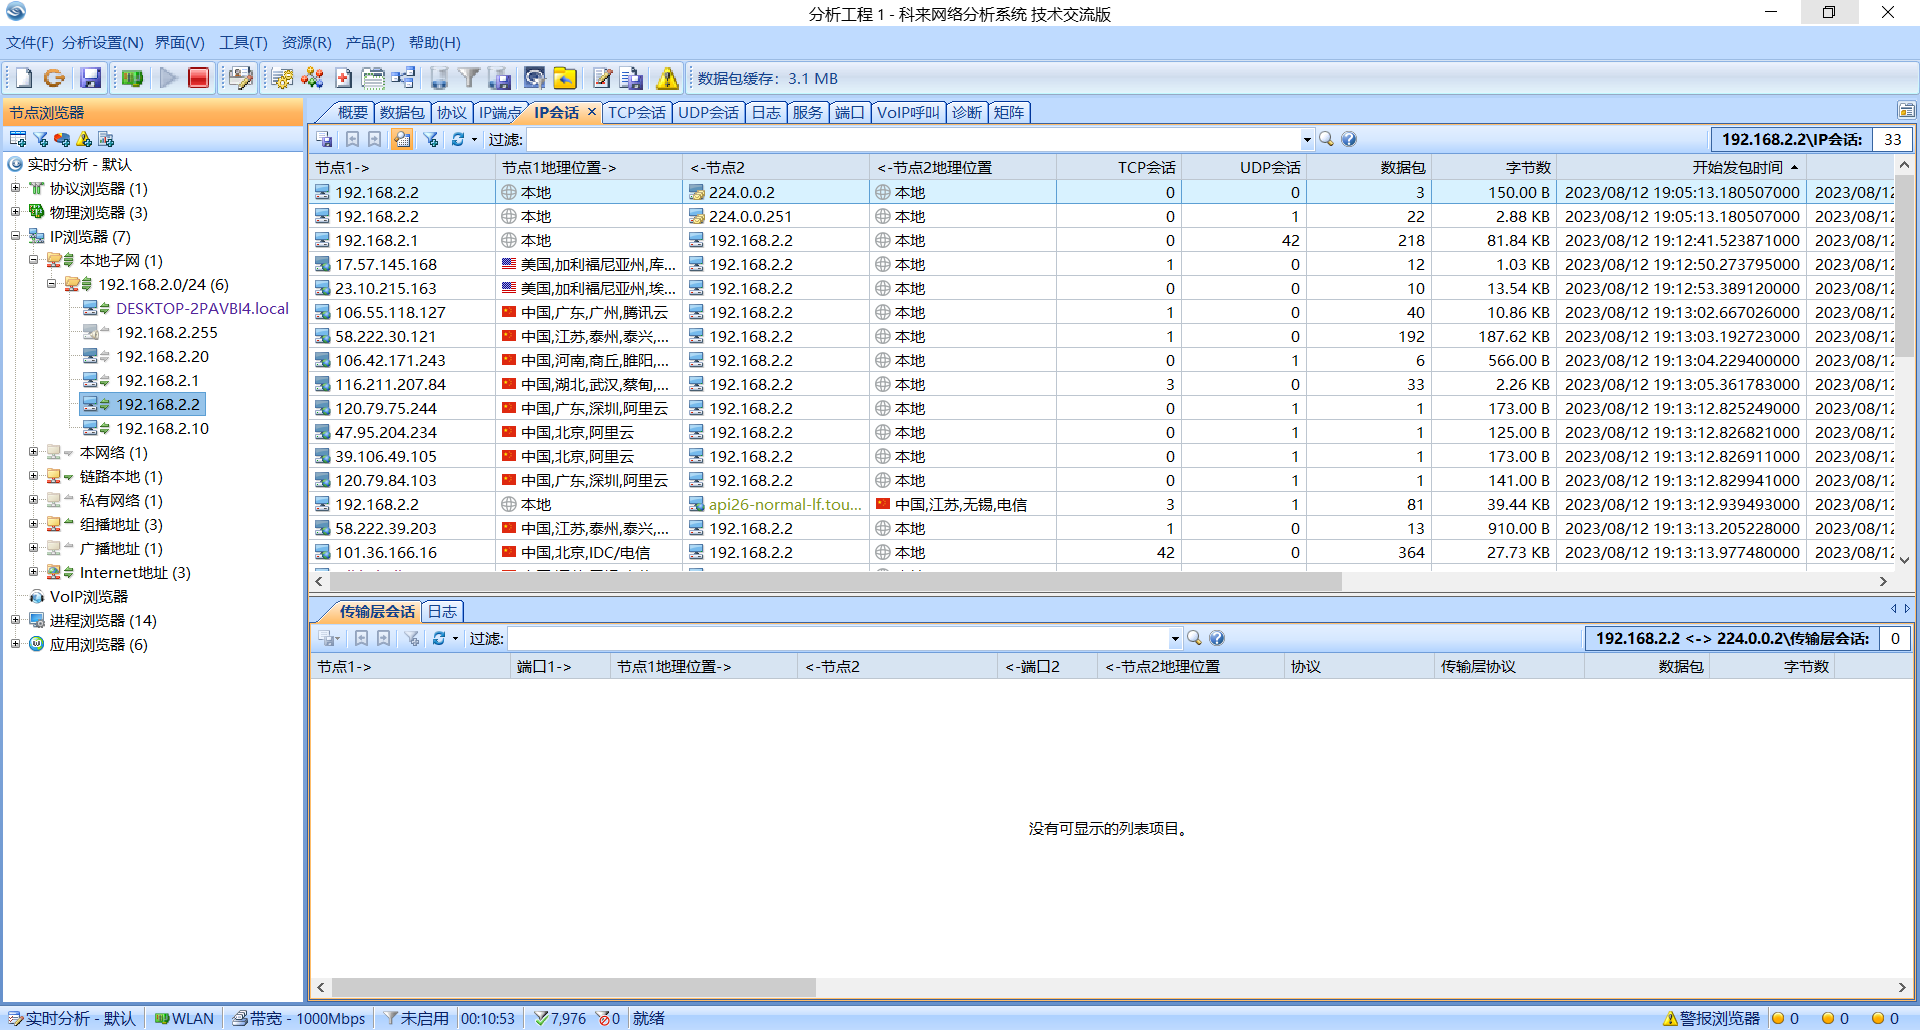 分析工程 1 - 科来网络分析系统 技术交流版
文件(F) 分析设置(N) 界面(V) 工具(T) 资源(R) 产品(P) 帮助(H)
数据包缓存：3.1 MB
节点浏览器
实时分析 - 默认
协议浏览器 (1)
物理浏览器 (3)
IP浏览器 (7)
本地子网 (1)
192.168.2.0/24 (6)
DESKTOP-2PAVBI4.local
192.168.2.255
192.168.2.20
192.168.2.1
192.168.2.2
192.168.2.10
本网络 (1)
链路本地 (1)
私有网络 (1)
组播地址 (3)
广播地址 (1)
Internet地址 (3)
VoIP浏览器
进程浏览器 (14)
应用浏览器 (6)
概要 数据包 协议 IP端点 IP会话 TCP会话 UDP会话 日志 服务 端口 VoIP呼叫 诊断 矩阵
过滤: 192.168.2.2\IP会话: 33
节点1-> 节点1地理位置-> <-节点2 <-节点2地理位置 TCP会话 UDP会话 数据包 字节数 开始发包时间
192.168.2.2 本地 224.0.0.2 本地 0 0 3 150.00 B 2023/08/12 19:05:13.180507000 2023/08/12
192.168.2.2 本地 224.0.0.251 本地 0 1 22 2.88 KB 2023/08/12 19:05:13.180507000 2023/08/12
192.168.2.1 本地 192.168.2.2 本地 0 42 218 81.84 KB 2023/08/12 19:12:41.523871000 2023/08/12
17.57.145.168 美国,加利福尼亚州,库... 192.168.2.2 本地 1 0 12 1.03 KB 2023/08/12 19:12:50.273795000 2023/08/12
23.10.215.163 美国,加利福尼亚州,埃... 192.168.2.2 本地 1 0 10 13.54 KB 2023/08/12 19:12:53.389120000 2023/08/12
106.55.118.127 中国,广东,广州,腾讯云 192.168.2.2 本地 1 0 40 10.86 KB 2023/08/12 19:13:02.667026000 2023/08/12
58.222.30.121 中国,江苏,泰州,泰兴,... 192.168.2.2 本地 1 0 192 187.62 KB 2023/08/12 19:13:03.192723000 2023/08/12
106.42.171.243 中国,河南,商丘,睢阳,... 192.168.2.2 本地 0 1 6 566.00 B 2023/08/12 19:13:04.229400000 2023/08/12
116.211.207.84 中国,湖北,武汉,蔡甸,... 192.168.2.2 本地 3 0 33 2.26 KB 2023/08/12 19:13:05.361783000 2023/08/12
120.79.75.244 中国,广东,深圳,阿里云 192.168.2.2 本地 0 1 1 173.00 B 2023/08/12 19:13:12.825249000 2023/08/12
47.95.204.234 中国,北京,阿里云 192.168.2.2 本地 0 1 1 125.00 B 2023/08/12 19:13:12.826821000 2023/08/12
39.106.49.105 中国,北京,阿里云 192.168.2.2 本地 0 1 1 173.00 B 2023/08/12 19:13:12.826911000 2023/08/12
120.79.84.103 中国,广东,深圳,阿里云 192.168.2.2 本地 0 1 1 141.00 B 2023/08/12 19:13:12.829941000 2023/08/12
192.168.2.2 本地 api26-normal-lf.tou... 中国,江苏,无锡,电信 3 1 81 39.44 KB 2023/08/12 19:13:12.939493000 2023/08/12
58.222.39.203 中国,江苏,泰州,泰兴,... 192.168.2.2 本地 1 0 13 910.00 B 2023/08/12 19:13:13.205228000 2023/08/12
101.36.166.16 中国,北京,IDC/电信 192.168.2.2 本地 42 0 364 27.73 KB 2023/08/12 19:13:13.977480000 2023/08/12
传输层会话 日志
过滤: 192.168.2.2 <-> 224.0.0.2\传输层会话: 0
节点1-> 端口1-> 节点1地理位置-> <-节点2 <-端口2 <-节点2地理位置 协议 传输层协议 数据包 字节数
没有可显示的列表项目。
实时分析 - 默认 WLAN 带宽 - 1000Mbps 未启用 00:10:53 7,976 0 就绪 警报浏览器 0 0 0